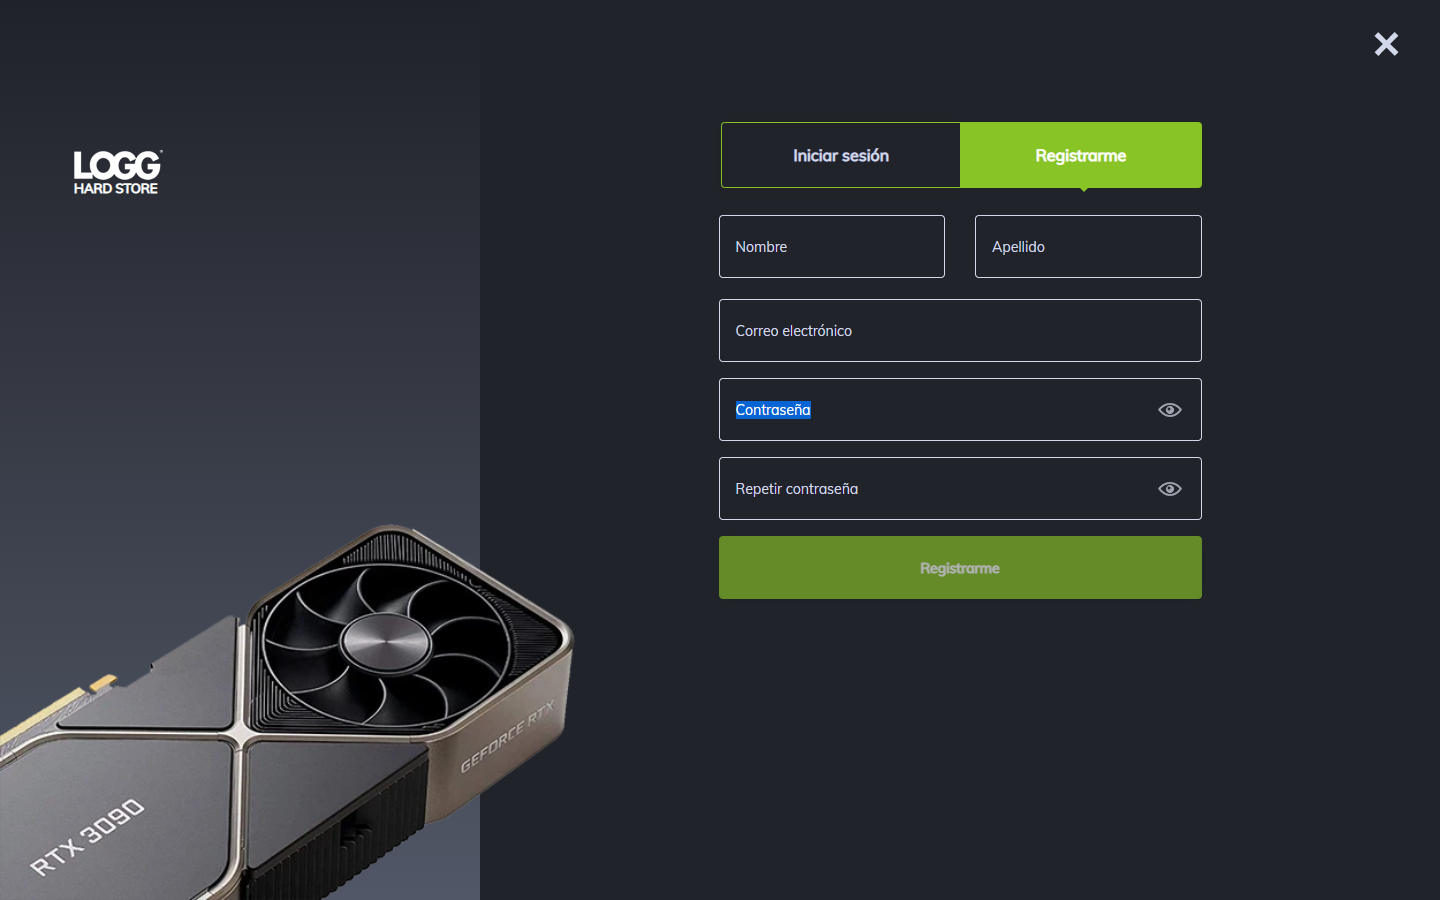 LOGG
HARD STORE
Iniciar sesión
Registrarme
Nombre
Apellido
Correo electrónico
Contraseña
Repetir contraseña
Registrarme
GEFORCE RTX
RTX 3090